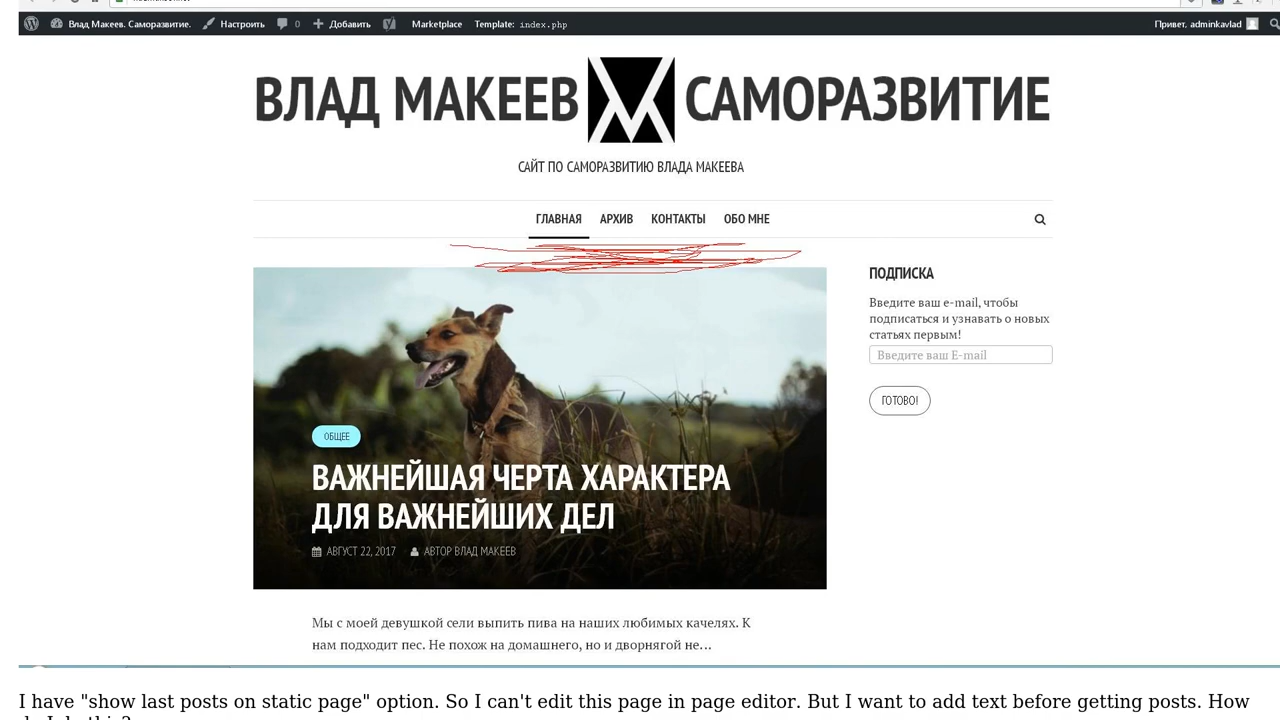 Влад Макеев. Саморазвитие. Настроить 0 Добавить Marketplace Template: index.php Привет, adminkavlad
ВЛАД МАКЕЕВ САМОРАЗВИТИЕ
САЙТ ПО САМОРАЗВИТИЮ ВЛАДА МАКЕЕВА
ГЛАВНАЯ АРХИВ КОНТАКТЫ ОБО МНЕ
ПОДПИСКА
Введите ваш e-mail, чтобы
подписаться и узнавать о новых
статьях первым!
Введите ваш E-mail
ГОТОВО!
ОБЩЕЕ
ВАЖНЕЙШАЯ ЧЕРТА ХАРАКТЕРА
ДЛЯ ВАЖНЕЙШИХ ДЕЛ
АВГУСТ 22, 2017 АВТОР ВЛАД МАКЕЕВ
Мы с моей девушкой сели выпить пива на наших любимых качелях. К
нам подходит пес. Не похож на домашнего, но и дворнягой не…
I have "show last posts on static page" option. So I can't edit this page in page editor. But I want to add text before getting posts. How
do I do this?